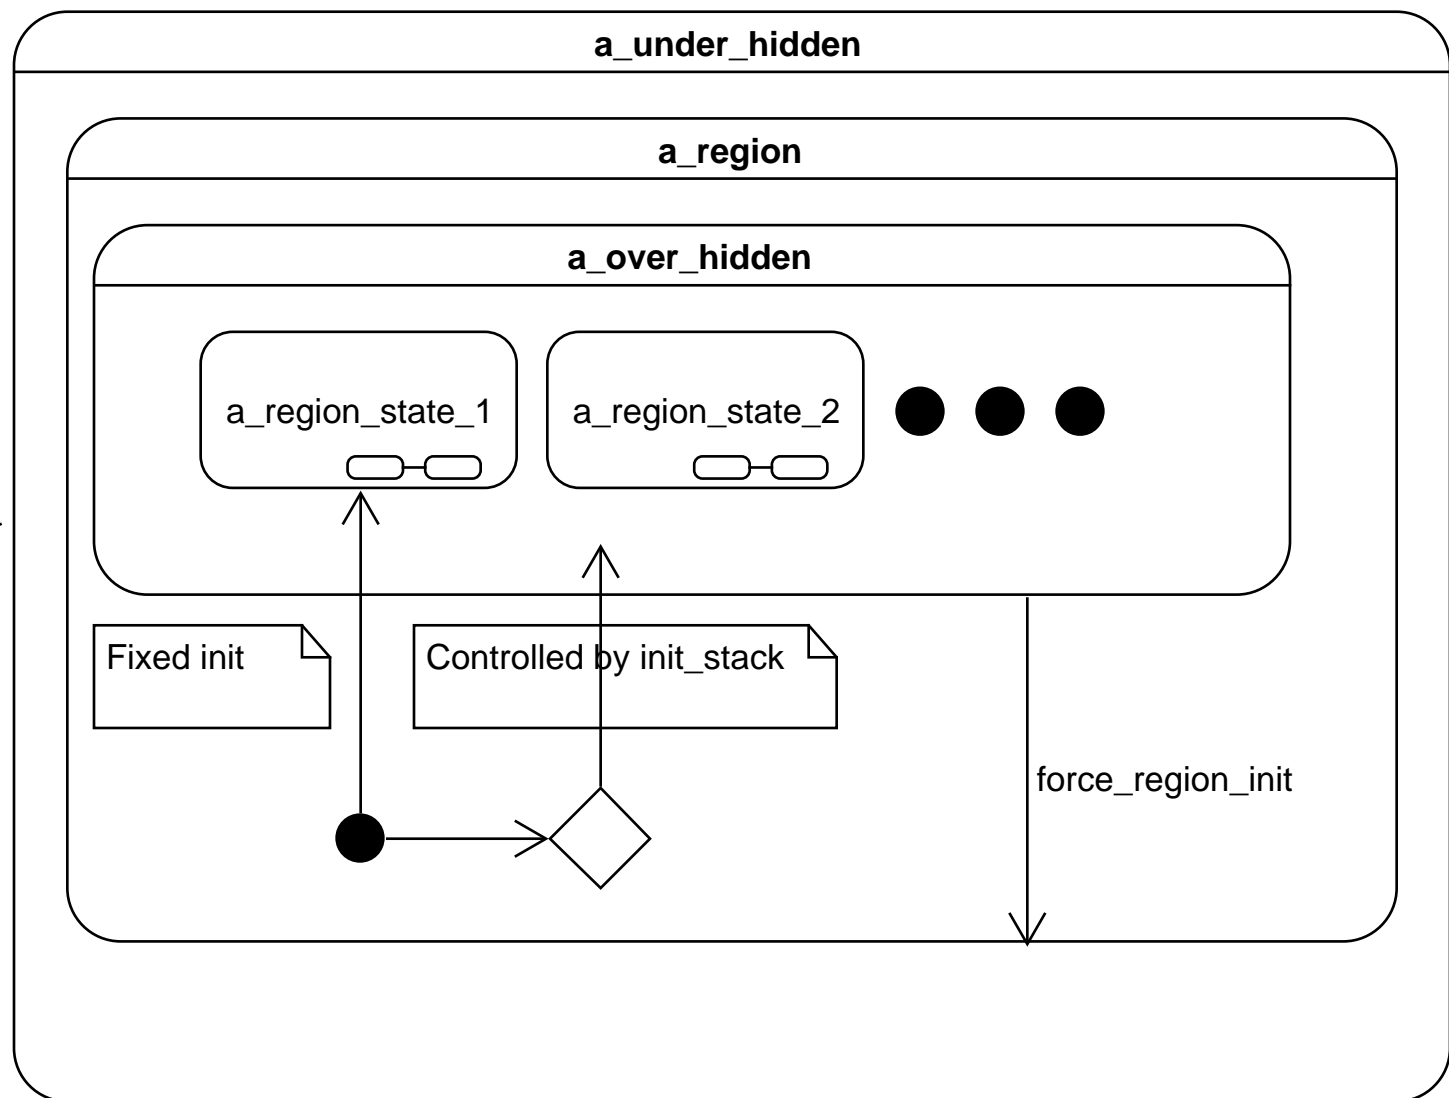 a_under_hidden
a_region
a_over_hidden
a_region_state_1
a_region_state_2
Fixed init
Controlled by init_stack
force_region_init